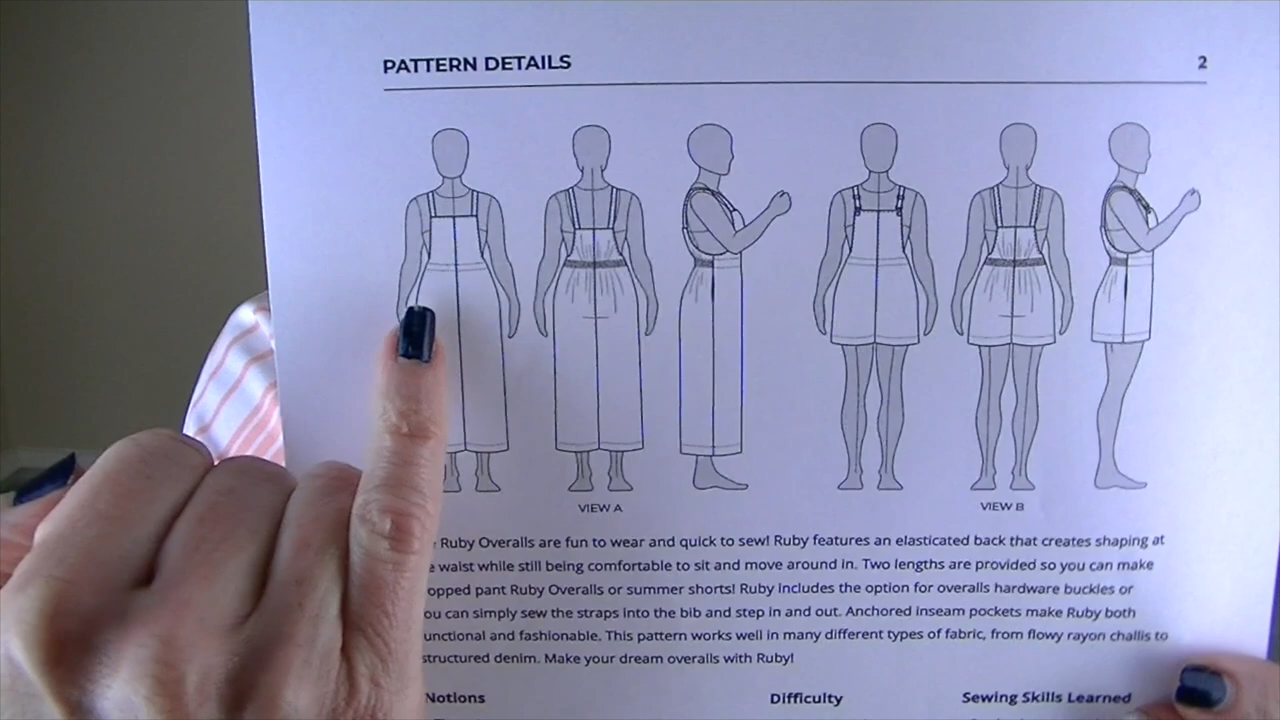 PATTERN DETAILS 2
VIEW A VIEW B
Ruby Overalls are fun to wear and quick to sew! Ruby features an elasticated back that creates shaping at
waist while still being comfortable to sit and move around in. Two lengths are provided so you can make
opped pant Ruby Overalls or summer shorts! Ruby includes the option for overalls hardware buckles or
ou can simply sew the straps into the bib and step in and out. Anchored inseam pockets make Ruby both
unctional and fashionable. This pattern works well in many different types of fabric, from flowy rayon challis to
structured denim. Make your dream overalls with Ruby!
Notions Difficulty Sewing Skills Learned